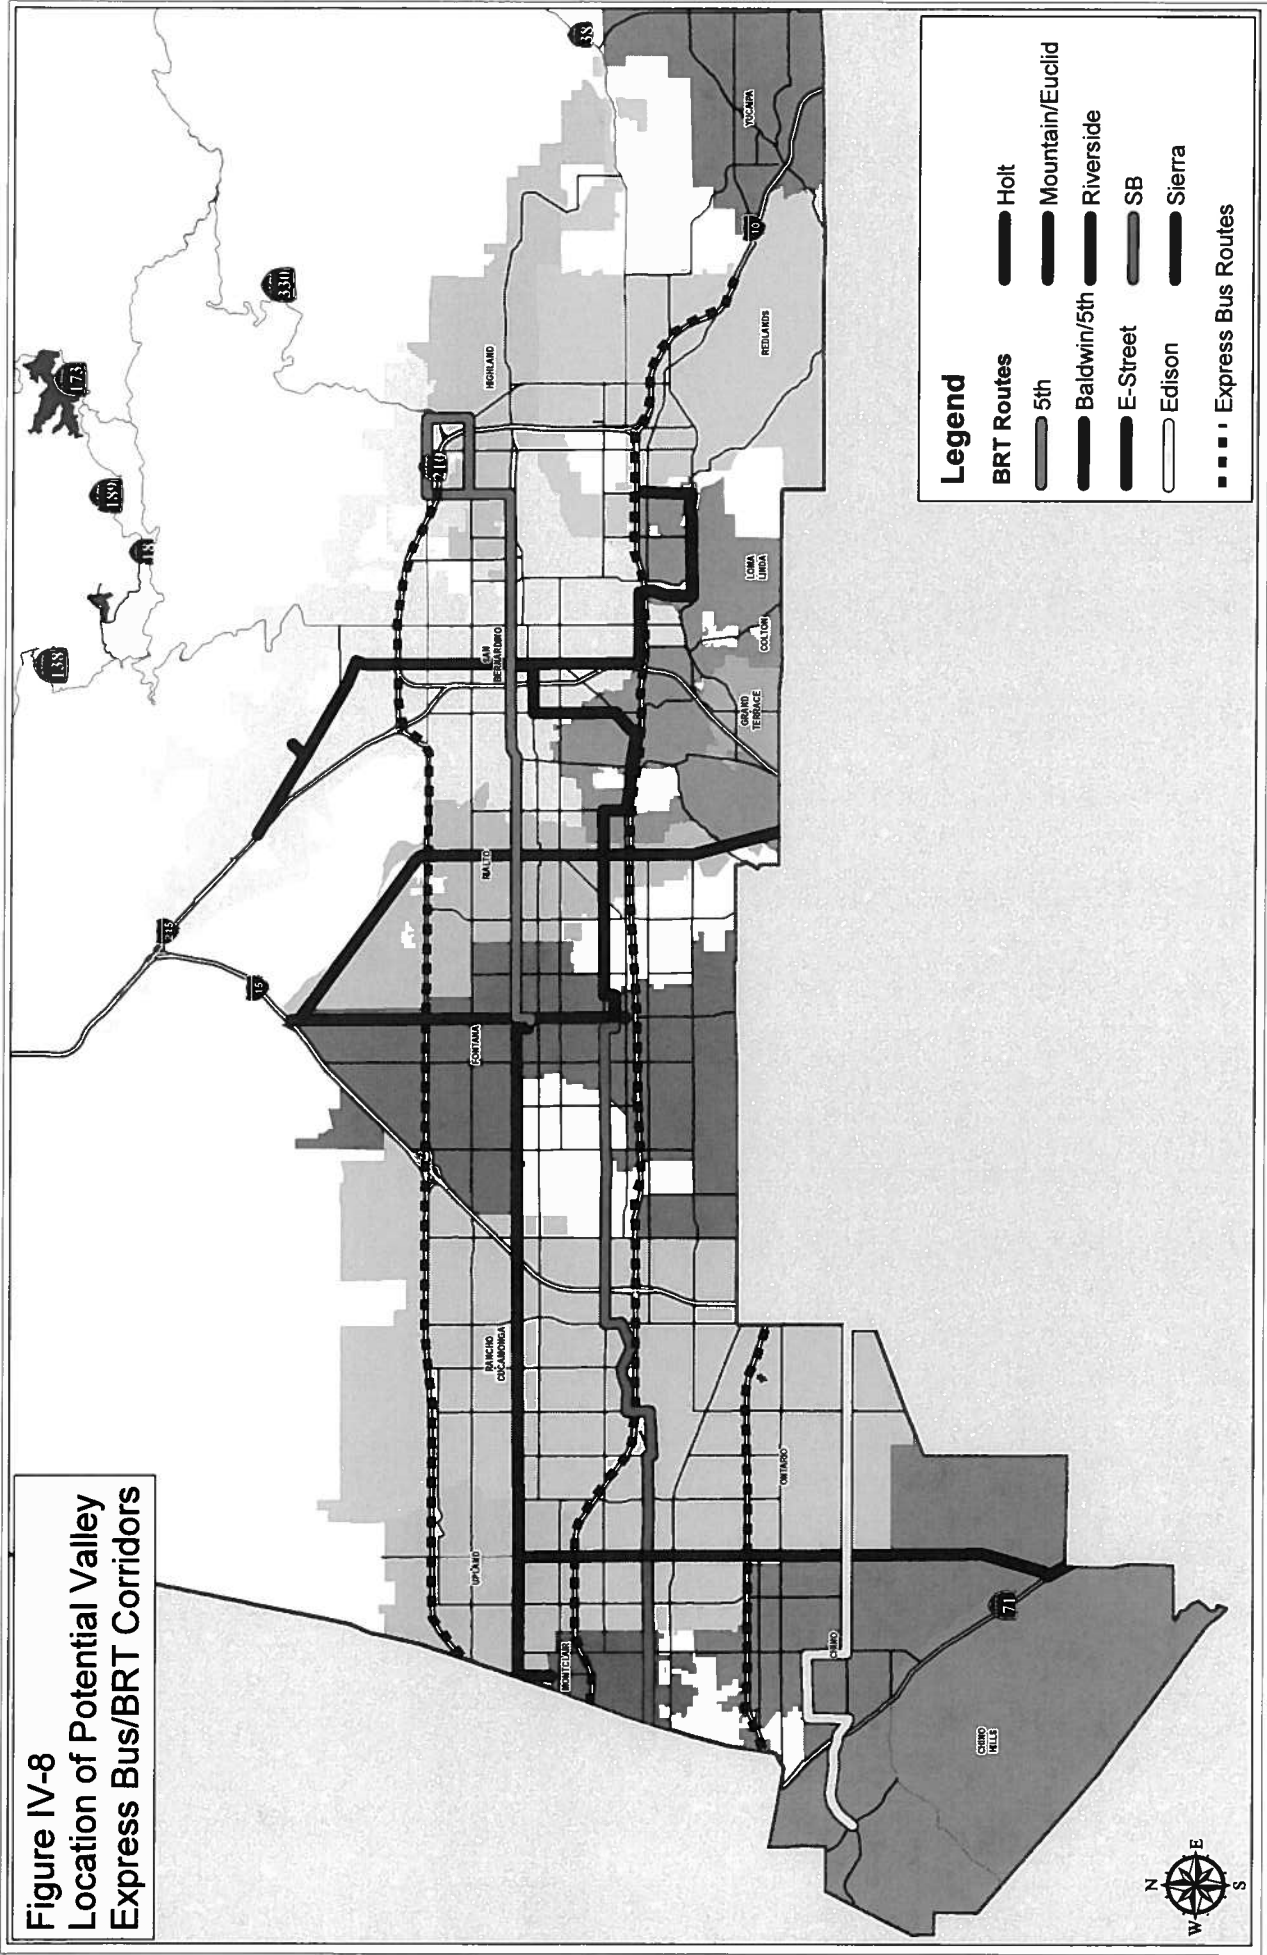 Figure IV-8
Location of Potential Valley
Express Bus/BRT Corridors
138
18
189
173
330
38
215
15
210
10
71
UPLAND
MONTCLAIR
RANCHO
CUCAMONGA
FONTANA
RIALTO
SAN
BERNARDINO
HIGHLAND
REDLANDS
YUCAIPA
LOMA
LINDA
COLTON
GRAND
TERRACE
ONTARIO
CHINO
CHINO
HILLS
N
W
E
S
Legend
BRT Routes
5th
Baldwin/5th
E-Street
Edison
Holt
Mountain/Euclid
Riverside
SB
Sierra
Express Bus Routes